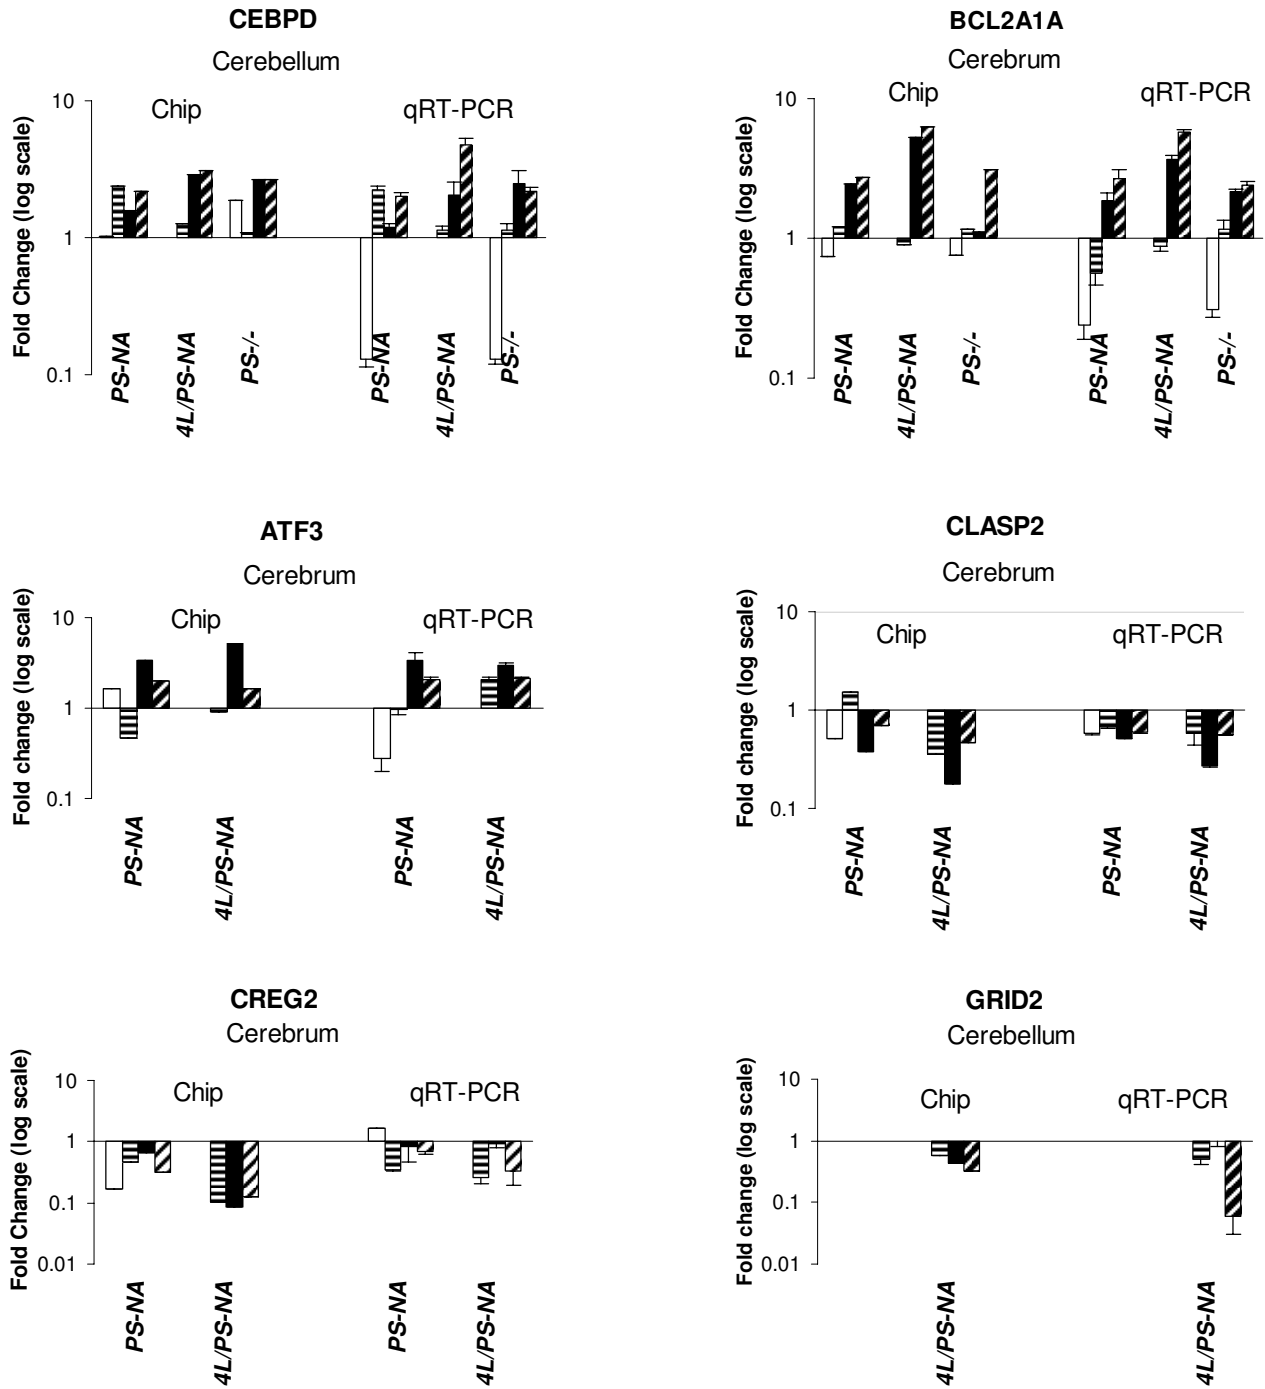 CEBPD
Cerebellum
Chip
qRT-PCR
Fold Change (log scale)
10
1
0.1
PS-NA
4L/PS-NA
PS-/-
PS-NA
4L/PS-NA
PS-/-
BCL2A1A
Cerebrum
Chip
qRT-PCR
Fold Change (log scale)
10
1
0.1
PS-NA
4L/PS-NA
PS-/-
PS-NA
4L/PS-NA
PS-/-
ATF3
Cerebrum
Chip
qRT-PCR
Fold change (log scale)
10
1
0.1
PS-NA
4L/PS-NA
PS-NA
4L/PS-NA
CLASP2
Cerebrum
Chip
qRT-PCR
Fold change (log scale)
10
1
0.1
PS-NA
4L/PS-NA
PS-NA
4L/PS-NA
CREG2
Cerebrum
Chip
qRT-PCR
Fold Change (log scale)
10
1
0.1
0.01
PS-NA
4L/PS-NA
PS-NA
4L/PS-NA
GRID2
Cerebellum
Chip
qRT-PCR
Fold change (log scale)
10
1
0.1
0.01
4L/PS-NA
4L/PS-NA